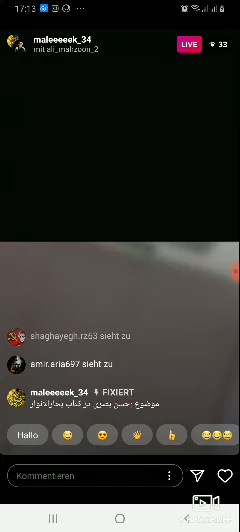 17:13
maleeeeek_34
mit ali_mahzoon_2
LIVE
33
shaghayegh.rz63 sieht zu
amir.aria697 sieht zu
maleeeeek_34 FIXIERT
موضوع رحسن بصری در کتاب بحارالانوار
Hallo
Kommentieren